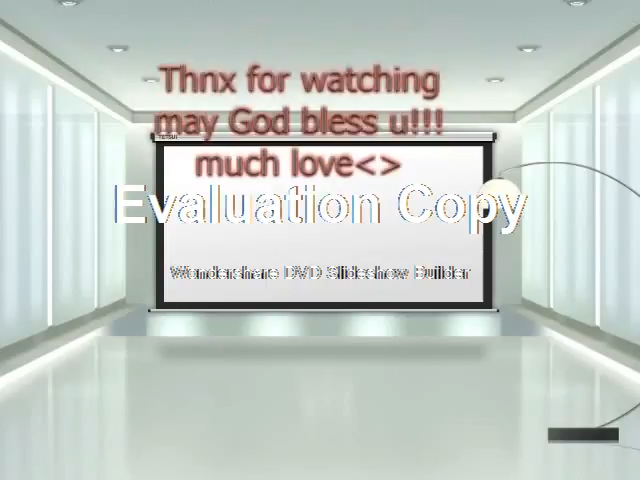 Thnx for watching
may God bless u!!!
much love<>
Evaluation Copy
Wondershare DVD Slideshow Builder